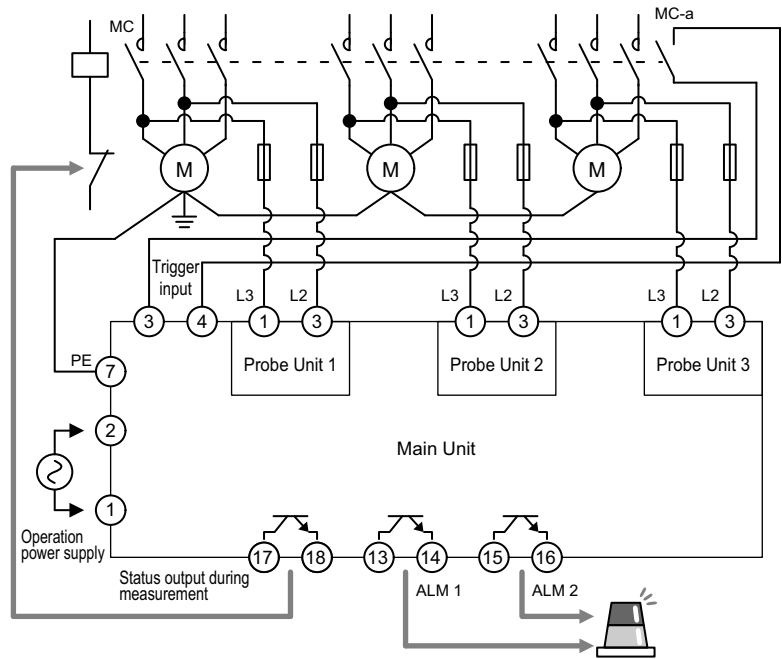 MC
MC-a
M
M
M
Trigger
input
L3
L2
L3
L2
L3
L2
3
4
1
3
1
3
1
3
PE
7
Probe Unit 1
Probe Unit 2
Probe Unit 3
2
Main Unit
1
Operation
power supply
17
18
13
14
15
16
Status output during
measurement
ALM 1
ALM 2